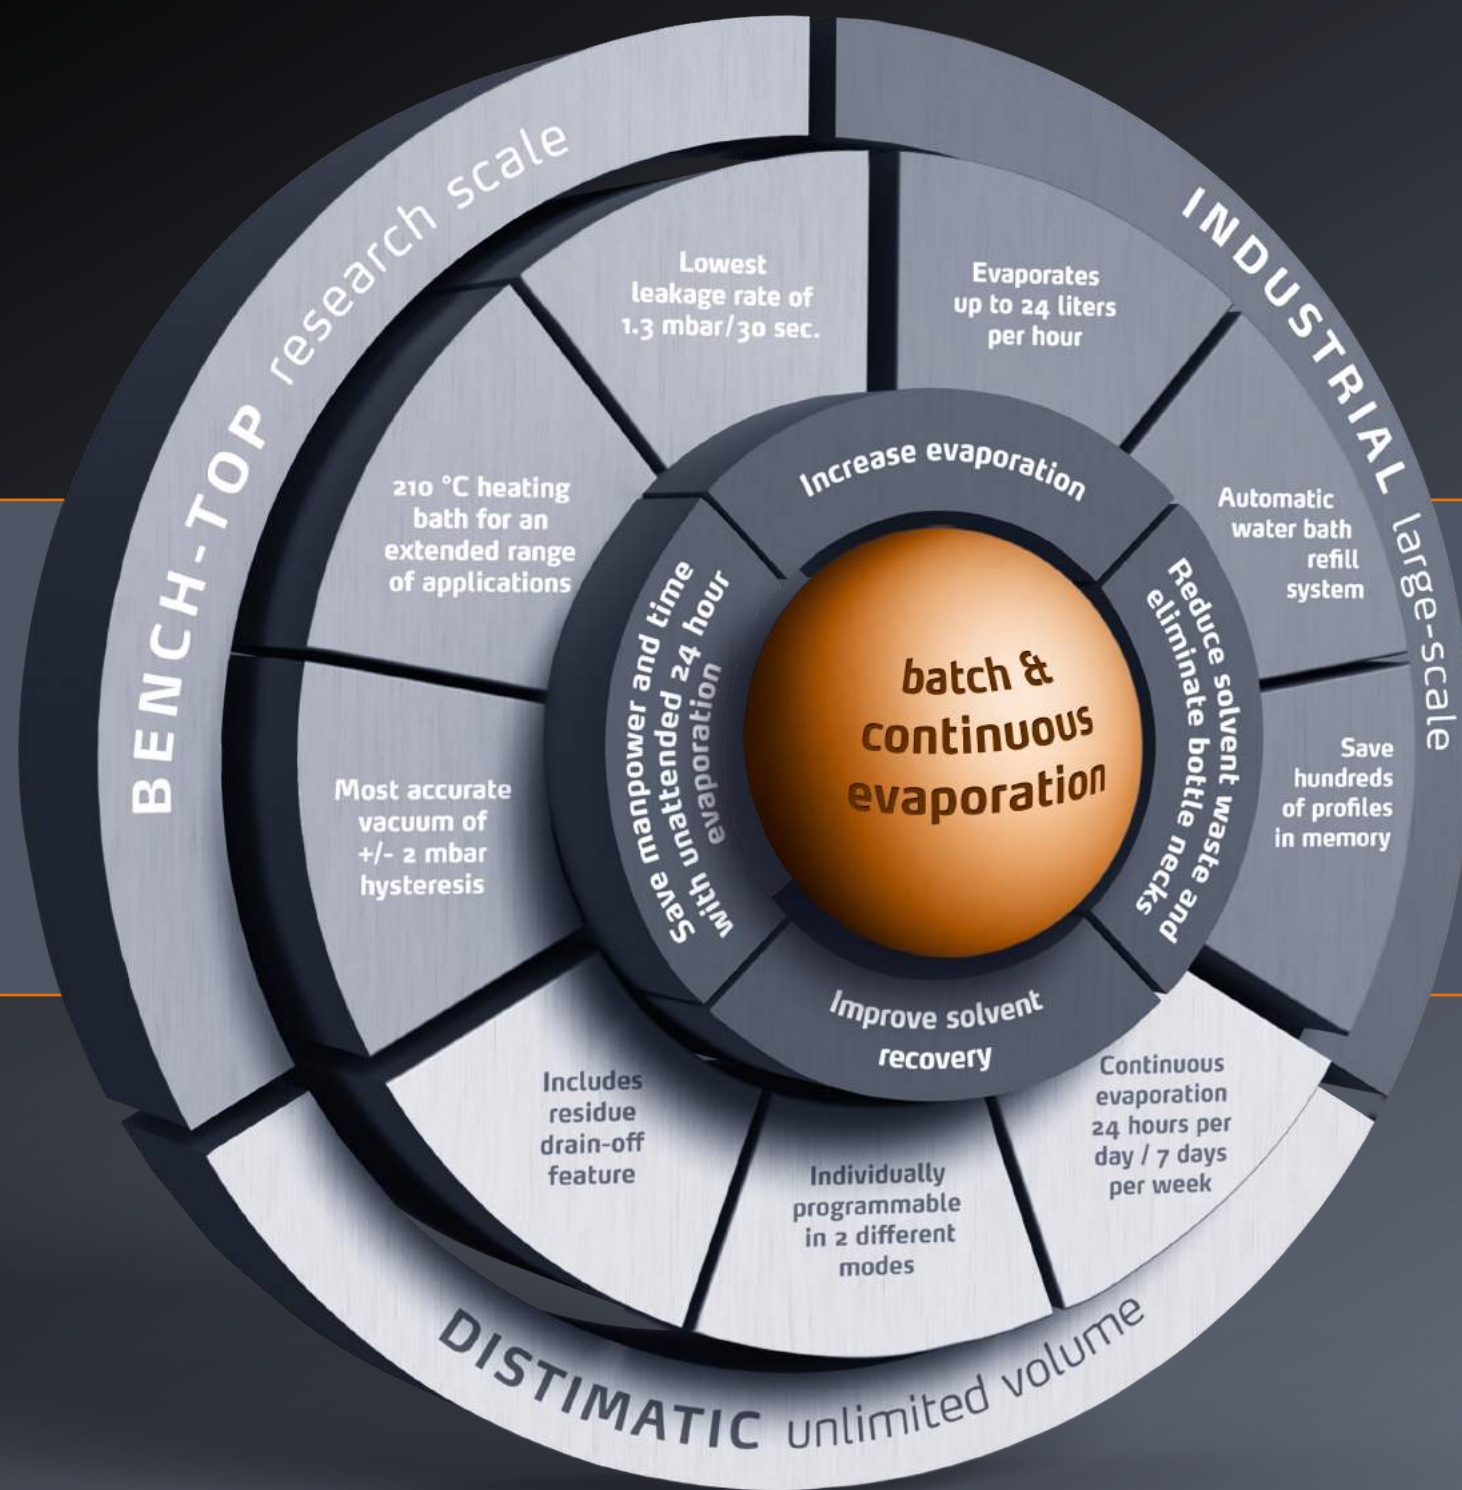 BENCH-TOP research scale
Lowest
leakage rate of
1.3 mbar/30 sec.
210 °C heating
bath for an
extended range
of applications
Most accurate
vacuum of
+/- 2 mbar
hysteresis
INDUSTRIAL large-scale
Evaporates
up to 24 liters
per hour
Automatic
water bath
refill
system
Save
hundreds
of profiles
in memory
DISTIMATIC unlimited volume
Includes
residue
drain-off
feature
Individually
programmable
in 2 different
modes
Continuous
evaporation
24 hours per
day / 7 days
per week
Increase evaporation
Reduce solvent waste and
eliminate bottle necks
Improve solvent
recovery
Save manpower and time
with unattended 24 hour
evaporation
batch &
continuous
evaporation